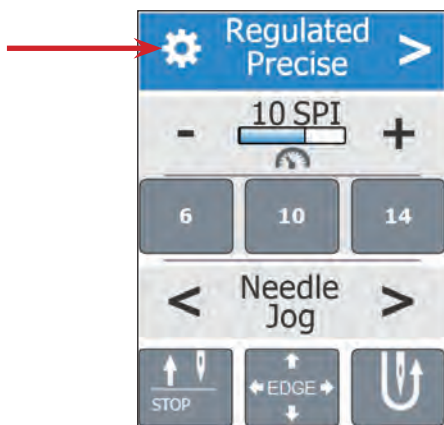 Regulated
Precise
>
- 10 SPI +
6 10 14
< Needle >
Jog
STOP
EDGE